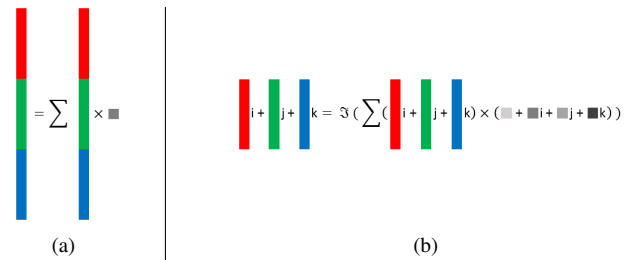 = ∑ ×
i + j + k = ℑ ( ∑ ( i + j + k ) × ( + i + j + k ) )
(a)
(b)